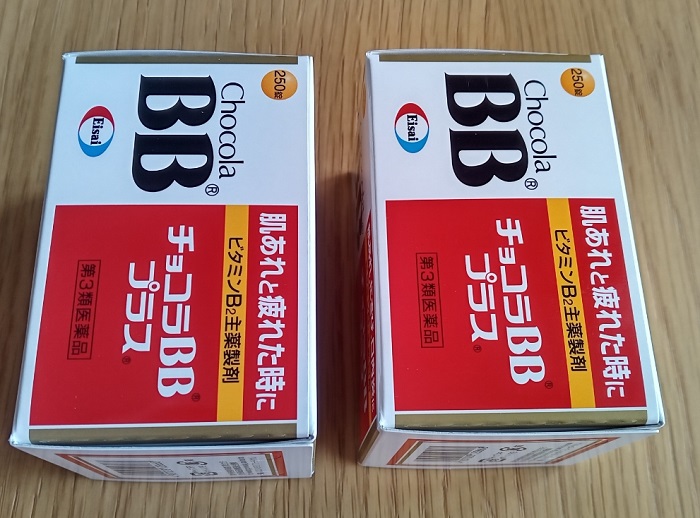 250錠
Chocola
BB®
Eisai
肌あれと疲れた時に
ビタミンB2主薬製剤
チョコラBB®
プラス®
第3類医薬品
250錠
Chocola
BB®
Eisai
肌あれと疲れた時に
ビタミンB2主薬製剤
チョコラBB®
プラス®
第3類医薬品